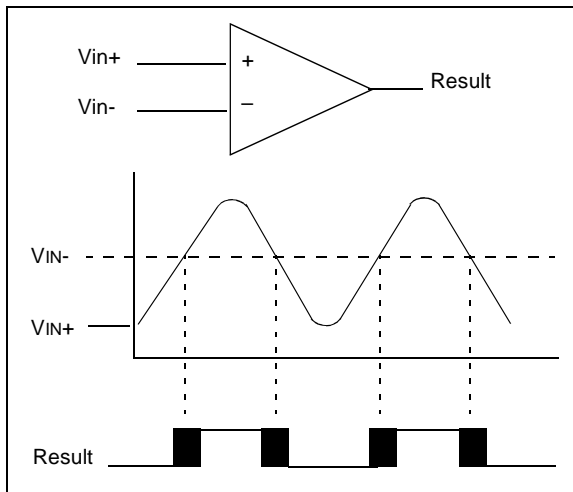 Vin+
+
Result
Vin-
–
VIN-
VIN+
Result